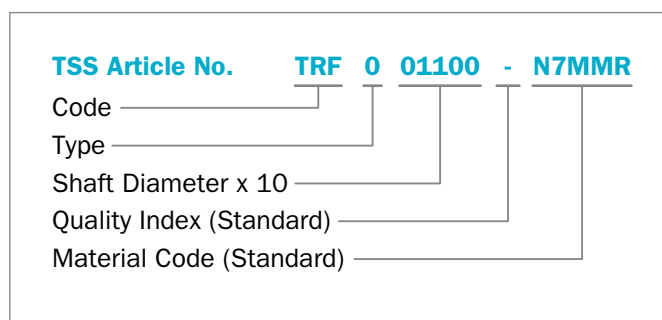 TSS Article No. TRF 0 01100 - N7MMR
Code
Type
Shaft Diameter x 10
Quality Index (Standard)
Material Code (Standard)